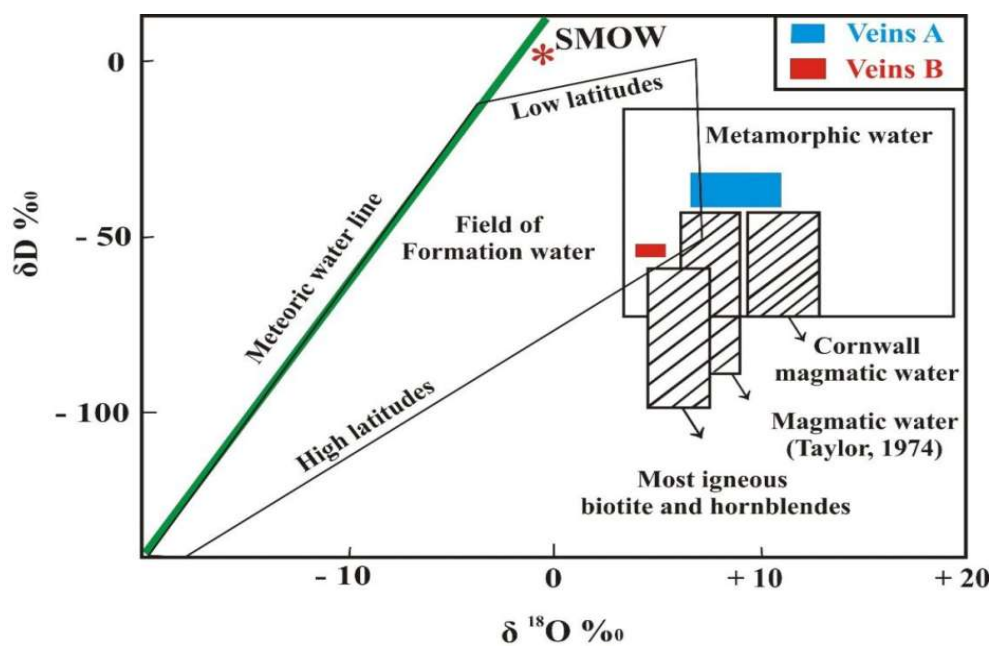 Veins A
Veins B
SMOW
Low latitudes
Metamorphic water
Field of
Formation water
Meteoric water line
High latitudes
Cornwall
magmatic water
Magmatic water
(Taylor, 1974)
Most igneous
biotite and hornblendes
0
- 50
- 100
δD ‰
- 10
0
+ 10
+ 20
δ ¹⁸O ‰